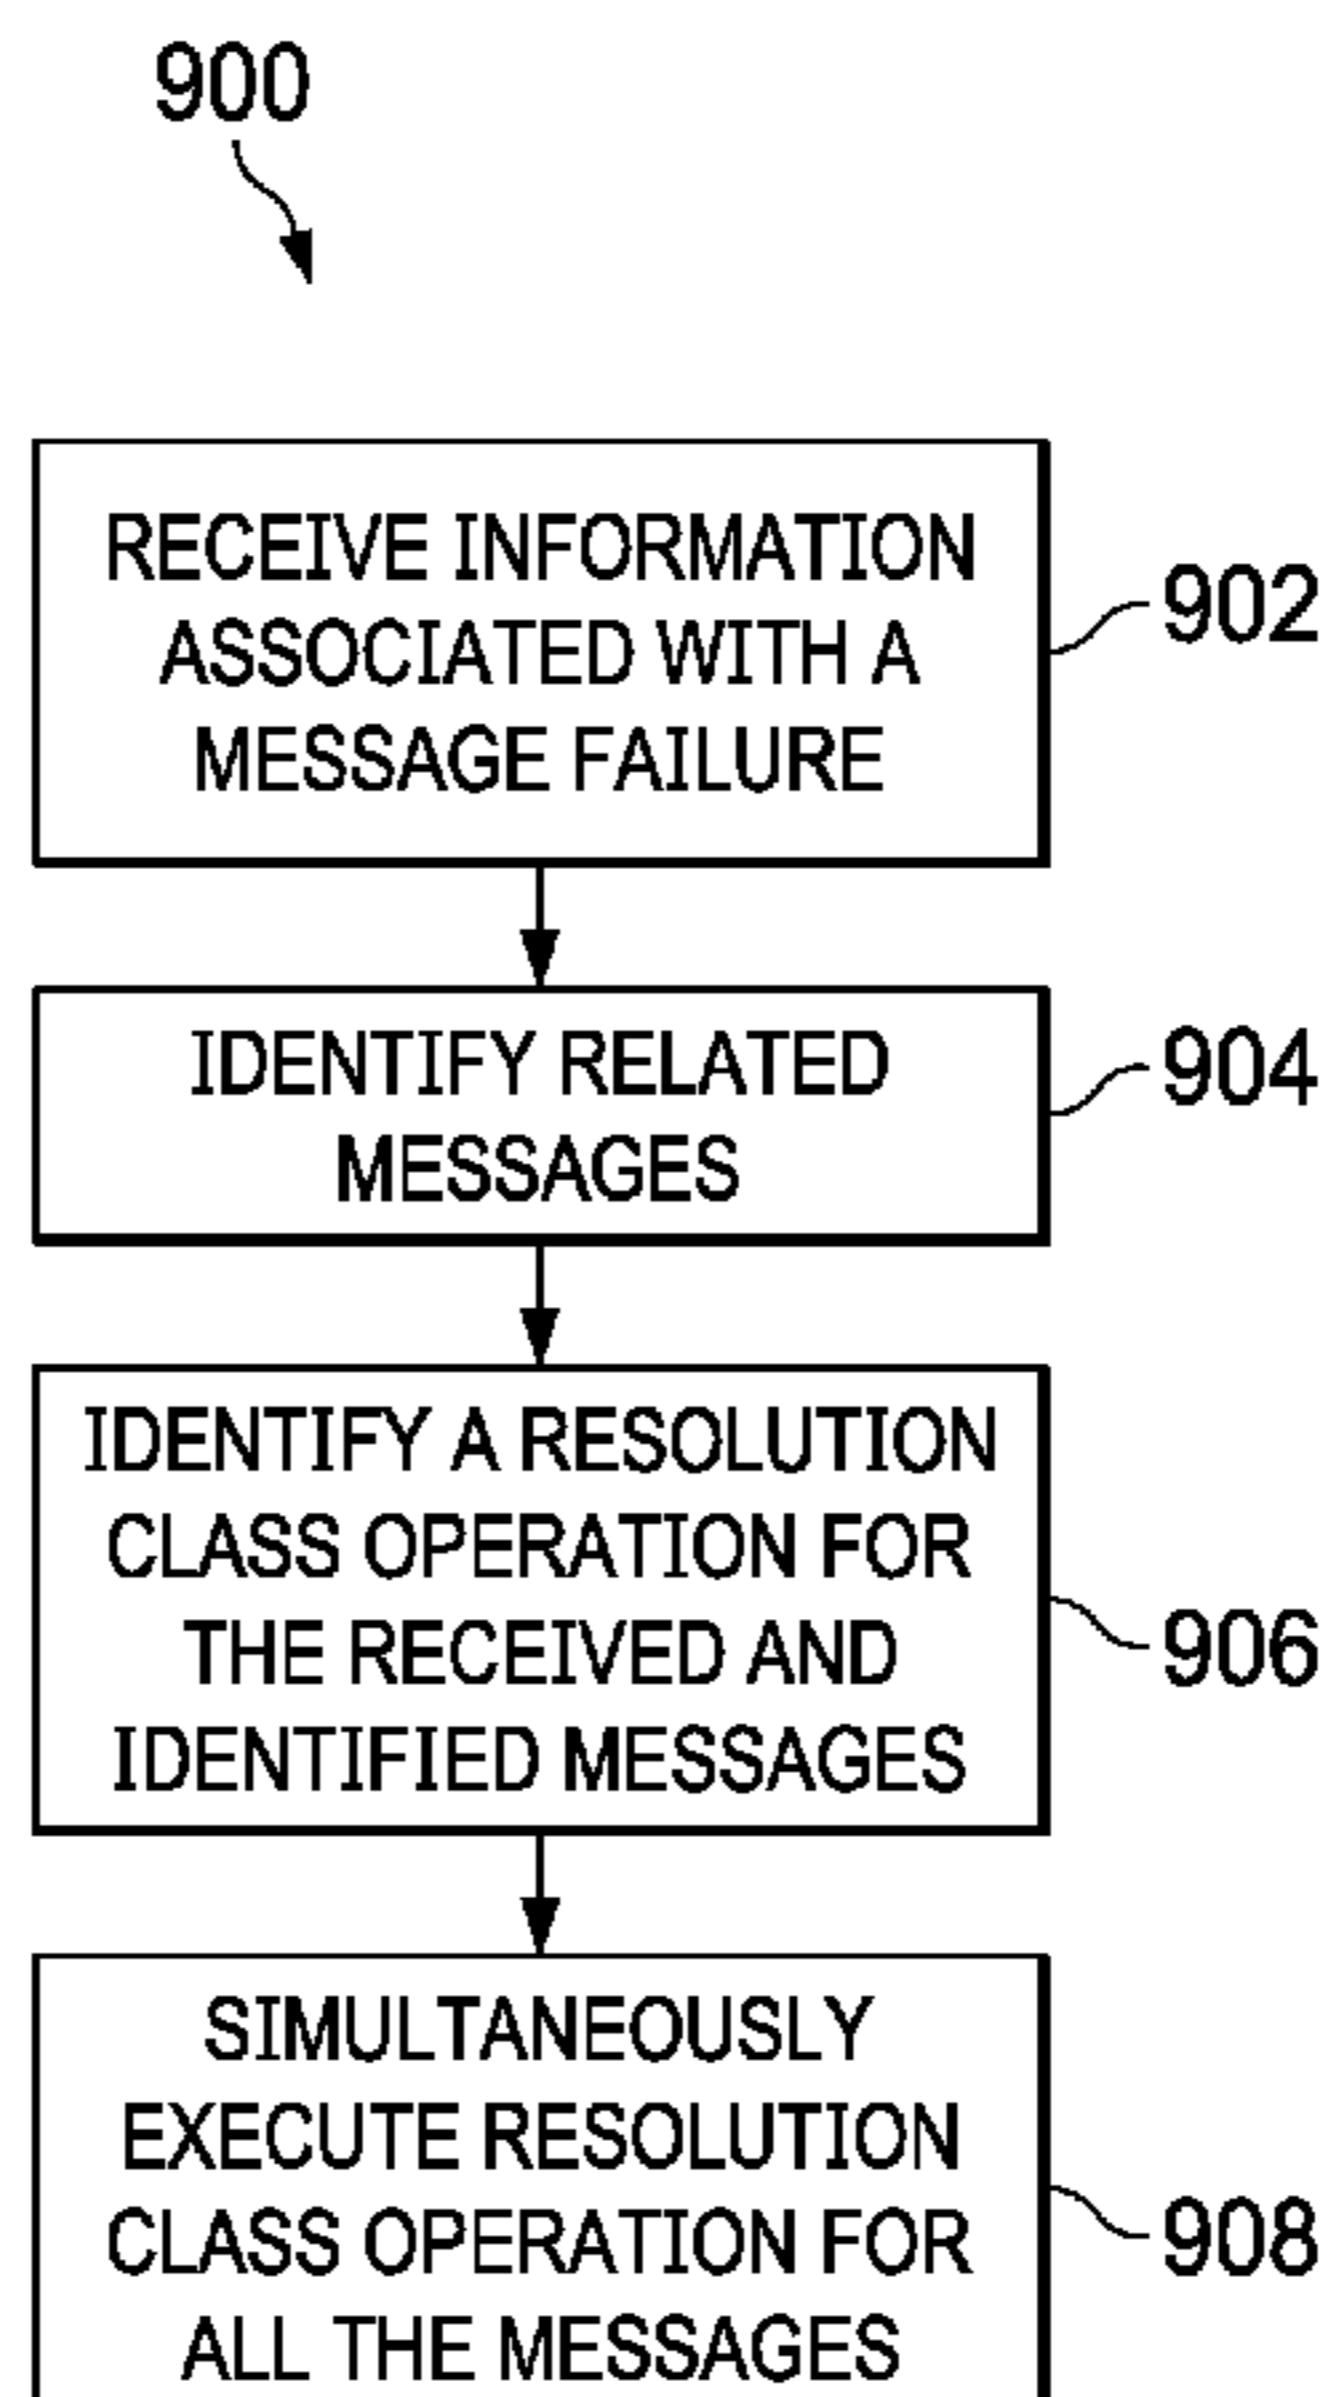 900
RECEIVE INFORMATION
ASSOCIATED WITH A
MESSAGE FAILURE
902
IDENTIFY RELATED
MESSAGES
904
IDENTIFY A RESOLUTION
CLASS OPERATION FOR
THE RECEIVED AND
IDENTIFIED MESSAGES
906
SIMULTANEOUSLY
EXECUTE RESOLUTION
CLASS OPERATION FOR
ALL THE MESSAGES
908